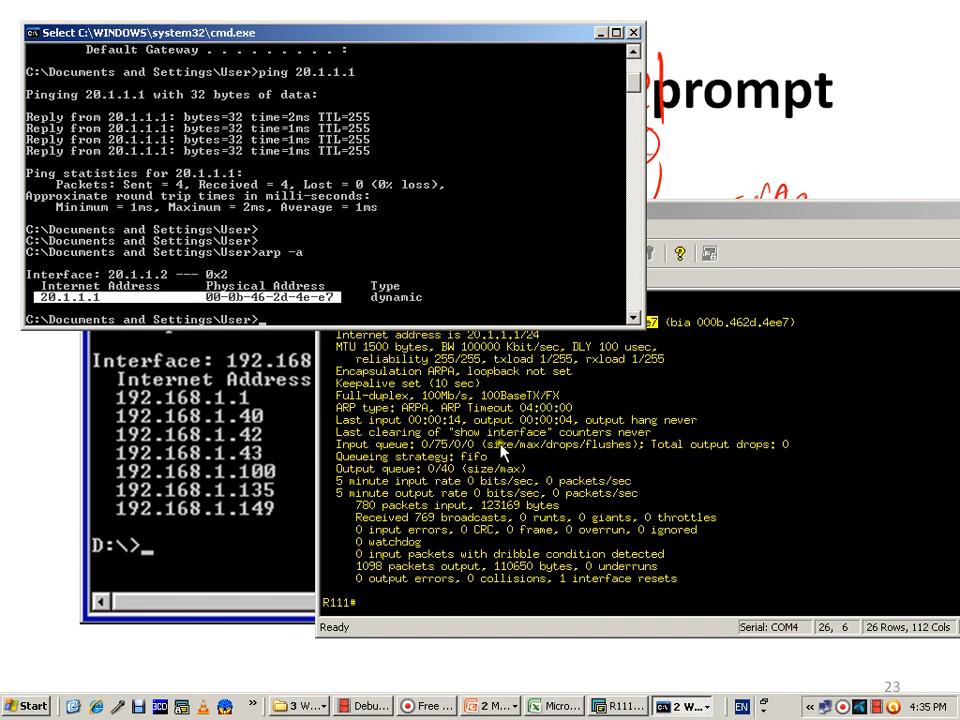 Select C:\WINDOWS\system32\cmd.exe
Default Gateway . . . . . . . . . :
C:\Documents and Settings\User>ping 20.1.1.1
Pinging 20.1.1.1 with 32 bytes of data:
Reply from 20.1.1.1: bytes=32 time=2ms TTL=255
Reply from 20.1.1.1: bytes=32 time=1ms TTL=255
Reply from 20.1.1.1: bytes=32 time=1ms TTL=255
Reply from 20.1.1.1: bytes=32 time=1ms TTL=255
Ping statistics for 20.1.1.1:
Packets: Sent = 4, Received = 4, Lost = 0 (0% loss),
Approximate round trip times in milli-seconds:
Minimum = 1ms, Maximum = 2ms, Average = 1ms
C:\Documents and Settings\User>
C:\Documents and Settings\User>
C:\Documents and Settings\User>arp -a
Interface: 20.1.1.2 --- 0x2
Internet Address Physical Address Type
20.1.1.1 00-0b-46-2d-4e-e7 dynamic
C:\Documents and Settings\User>_
prompt
Interface: 192.168
Internet Address
192.168.1.1
192.168.1.40
192.168.1.42
192.168.1.43
192.168.1.100
192.168.1.135
192.168.1.149
D:\>_
e7 (bia 000b.462d.4ee7)
Internet address is 20.1.1.1/24
MTU 1500 bytes, BW 100000 Kbit/sec, DLY 100 usec,
reliability 255/255, txload 1/255, rxload 1/255
Encapsulation ARPA, loopback not set
Keepalive set (10 sec)
Full-duplex, 100Mb/s, 100BaseTX/FX
ARP type: ARPA, ARP Timeout 04:00:00
Last input 00:00:14, output 00:00:04, output hang never
Last clearing of "show interface" counters never
Input queue: 0/75/0/0 (size/max/drops/flushes); Total output drops: 0
Queueing strategy: fifo
Output queue: 0/40 (size/max)
5 minute input rate 0 bits/sec, 0 packets/sec
5 minute output rate 0 bits/sec, 0 packets/sec
780 packets input, 123169 bytes
Received 769 broadcasts, 0 runts, 0 giants, 0 throttles
0 input errors, 0 CRC, 0 frame, 0 overrun, 0 ignored
0 watchdog
0 input packets with dribble condition detected
1098 packets output, 110650 bytes, 0 underruns
0 output errors, 0 collisions, 1 interface resets
R111#
Ready Serial: COM4 26, 6 26 Rows, 112 Cols
23
Start 3 W... Debu... Free ... 2 M... Micro... R111... 2 W... EN 4:35 PM